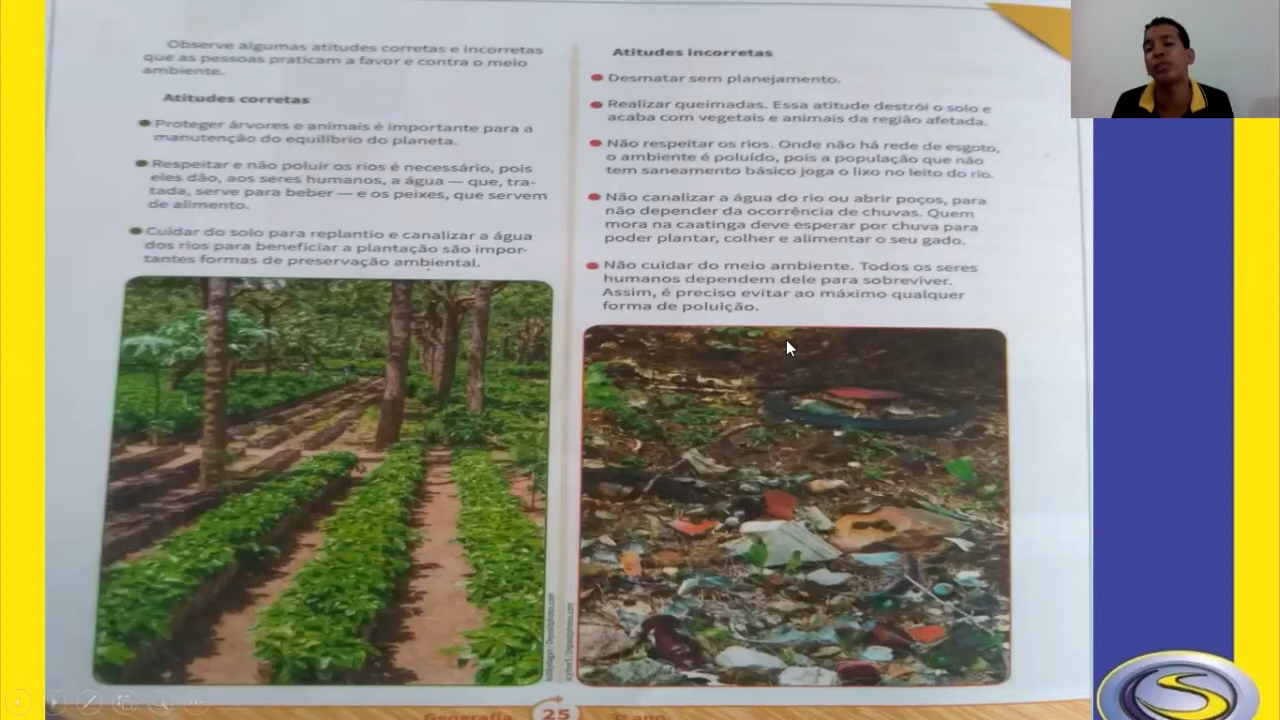 Observe algumas atitudes corretas e incorretas
que as pessoas praticam a favor e contra o meio
ambiente.
Atitudes corretas
Proteger árvores e animais é importante para a
manutenção do equilíbrio do planeta.
Respeitar e não poluir os rios é necessário, pois
eles dão, aos seres humanos, a água — que, tra-
tada, serve para beber — e os peixes, que servem
de alimento.
Cuidar do solo para replantio e canalizar a água
dos rios para beneficiar a plantação são impor-
tantes formas de preservação ambiental.
Atitudes incorretas
Desmatar sem planejamento.
Realizar queimadas. Essa atitude destrói o solo e
acaba com vegetais e animais da região afetada.
Não respeitar os rios. Onde não há rede de esgoto,
o ambiente é poluído, pois a população que não
tem saneamento básico joga o lixo no leito do rio.
Não canalizar a água do rio ou abrir poços, para
não depender da ocorrência de chuvas. Quem
mora na caatinga deve esperar por chuva para
poder plantar, colher e alimentar o seu gado.
Não cuidar do meio ambiente. Todos os seres
humanos dependem dele para sobreviver.
Assim, é preciso evitar ao máximo qualquer
forma de poluição.
Geografia 25 3º ano